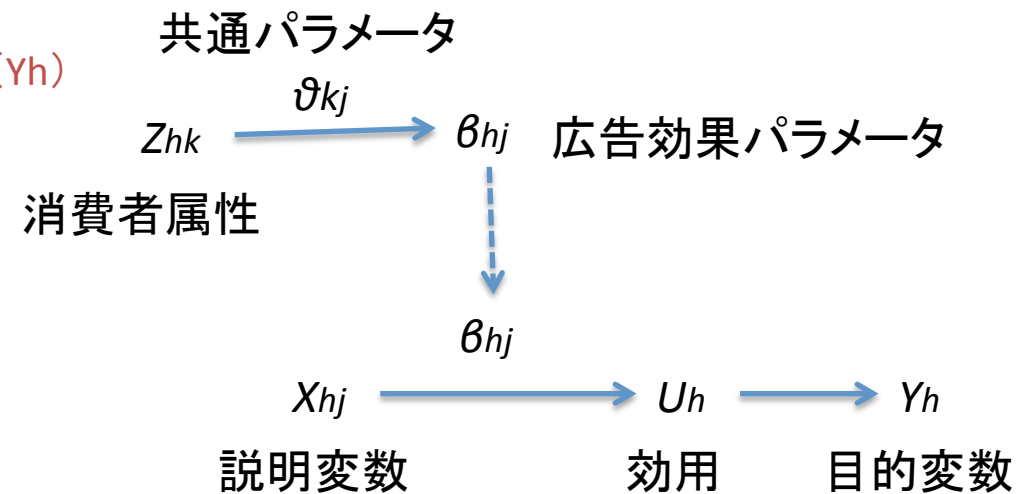 共通パラメータ
(Yh)
ϑkj
Zhk
βhj
広告効果パラメータ
消費者属性
βhj
Xhj
Uh
Yh
説明変数
効用
目的変数